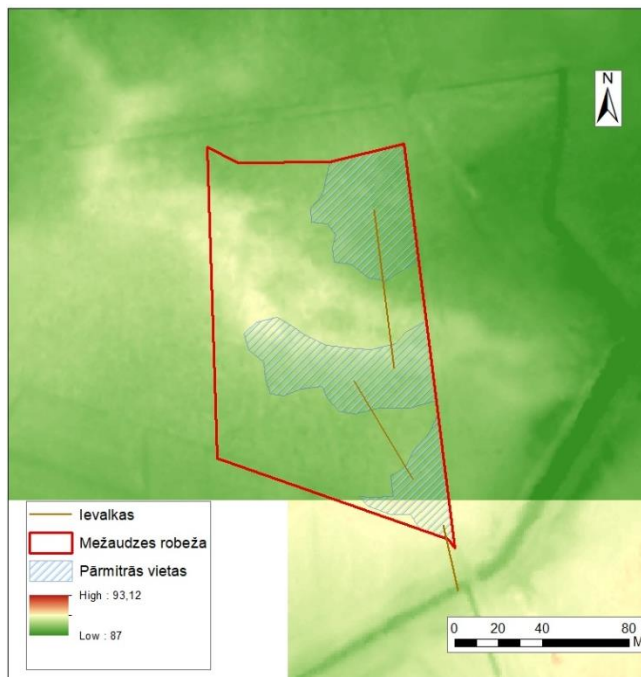 N
Ievalkas
Mežaudzes robeža
Pārmitrās vietas
High : 93,12
Low : 87
0 20 40 80
M